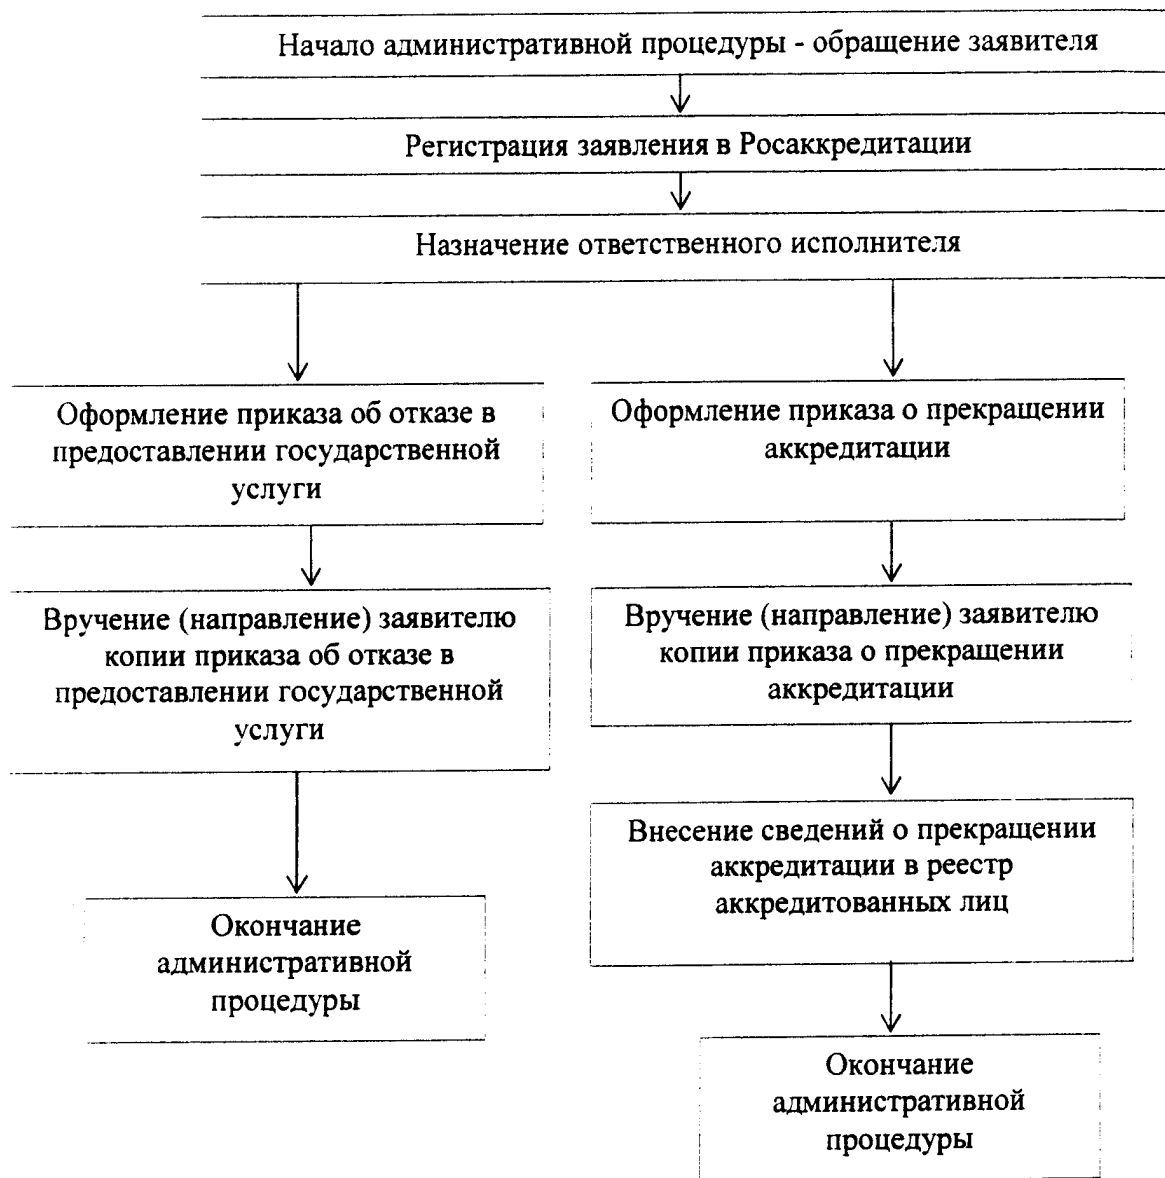 Начало административной процедуры - обращение заявителя
Регистрация заявления в Росаккредитации
Назначение ответственного исполнителя
Оформление приказа об отказе в
предоставлении государственной
услуги
Оформление приказа о прекращении
аккредитации
Вручение (направление) заявителю
копии приказа об отказе в
предоставлении государственной
услуги
Вручение (направление) заявителю
копии приказа о прекращении
аккредитации
Внесение сведений о прекращении
аккредитации в реестр
аккредитованных лиц
Окончание
административной
процедуры
Окончание
административной
процедуры